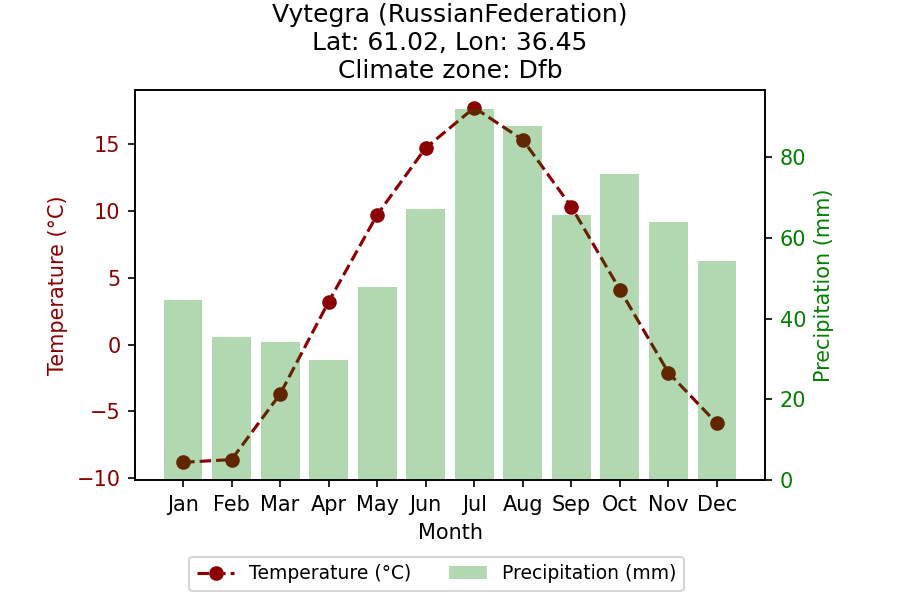 Vytegra (RussianFederation)
Lat: 61.02, Lon: 36.45
Climate zone: Dfb
Temperature (°C)
15
10
5
0
−5
−10
Precipitation (mm)
80
60
40
20
0
Jan Feb Mar Apr May Jun Jul Aug Sep Oct Nov Dec
Month
Temperature (°C) Precipitation (mm)